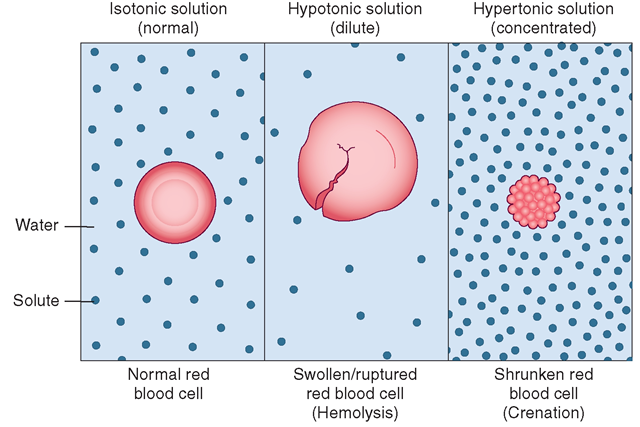 Isotonic solution
(normal)
Hypotonic solution
(dilute)
Hypertonic solution
(concentrated)
Water
Solute
Normal red
blood cell
Swollen/ruptured
red blood cell
(Hemolysis)
Shrunken red
blood cell
(Crenation)